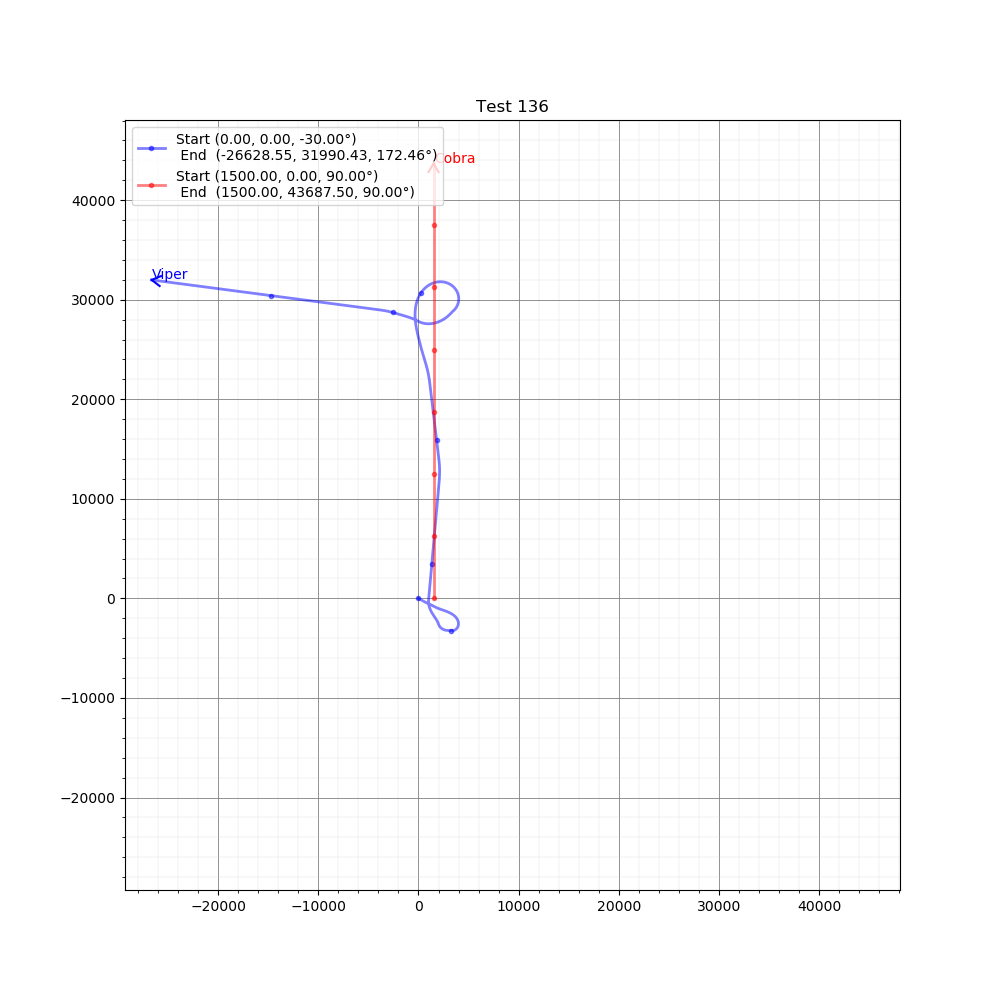 Test 136
Start (0.00, 0.00, -30.00°)
End  (-26628.55, 31990.43, 172.46°)
Start (1500.00, 0.00, 90.00°)
End  (1500.00, 43687.50, 90.00°)
Cobra
Viper
40000
30000
20000
10000
0
−10000
−20000
−20000 −10000 0 10000 20000 30000 40000